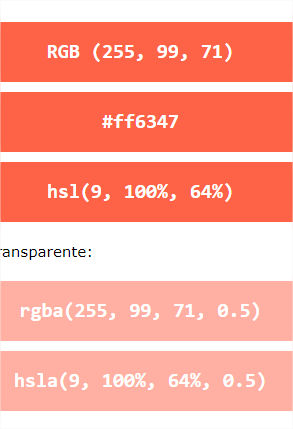 RGB (255, 99, 71)
#ff6347
hsl(9, 100%, 64%)
ransparente:
rgba(255, 99, 71, 0.5)
hsla(9, 100%, 64%, 0.5)